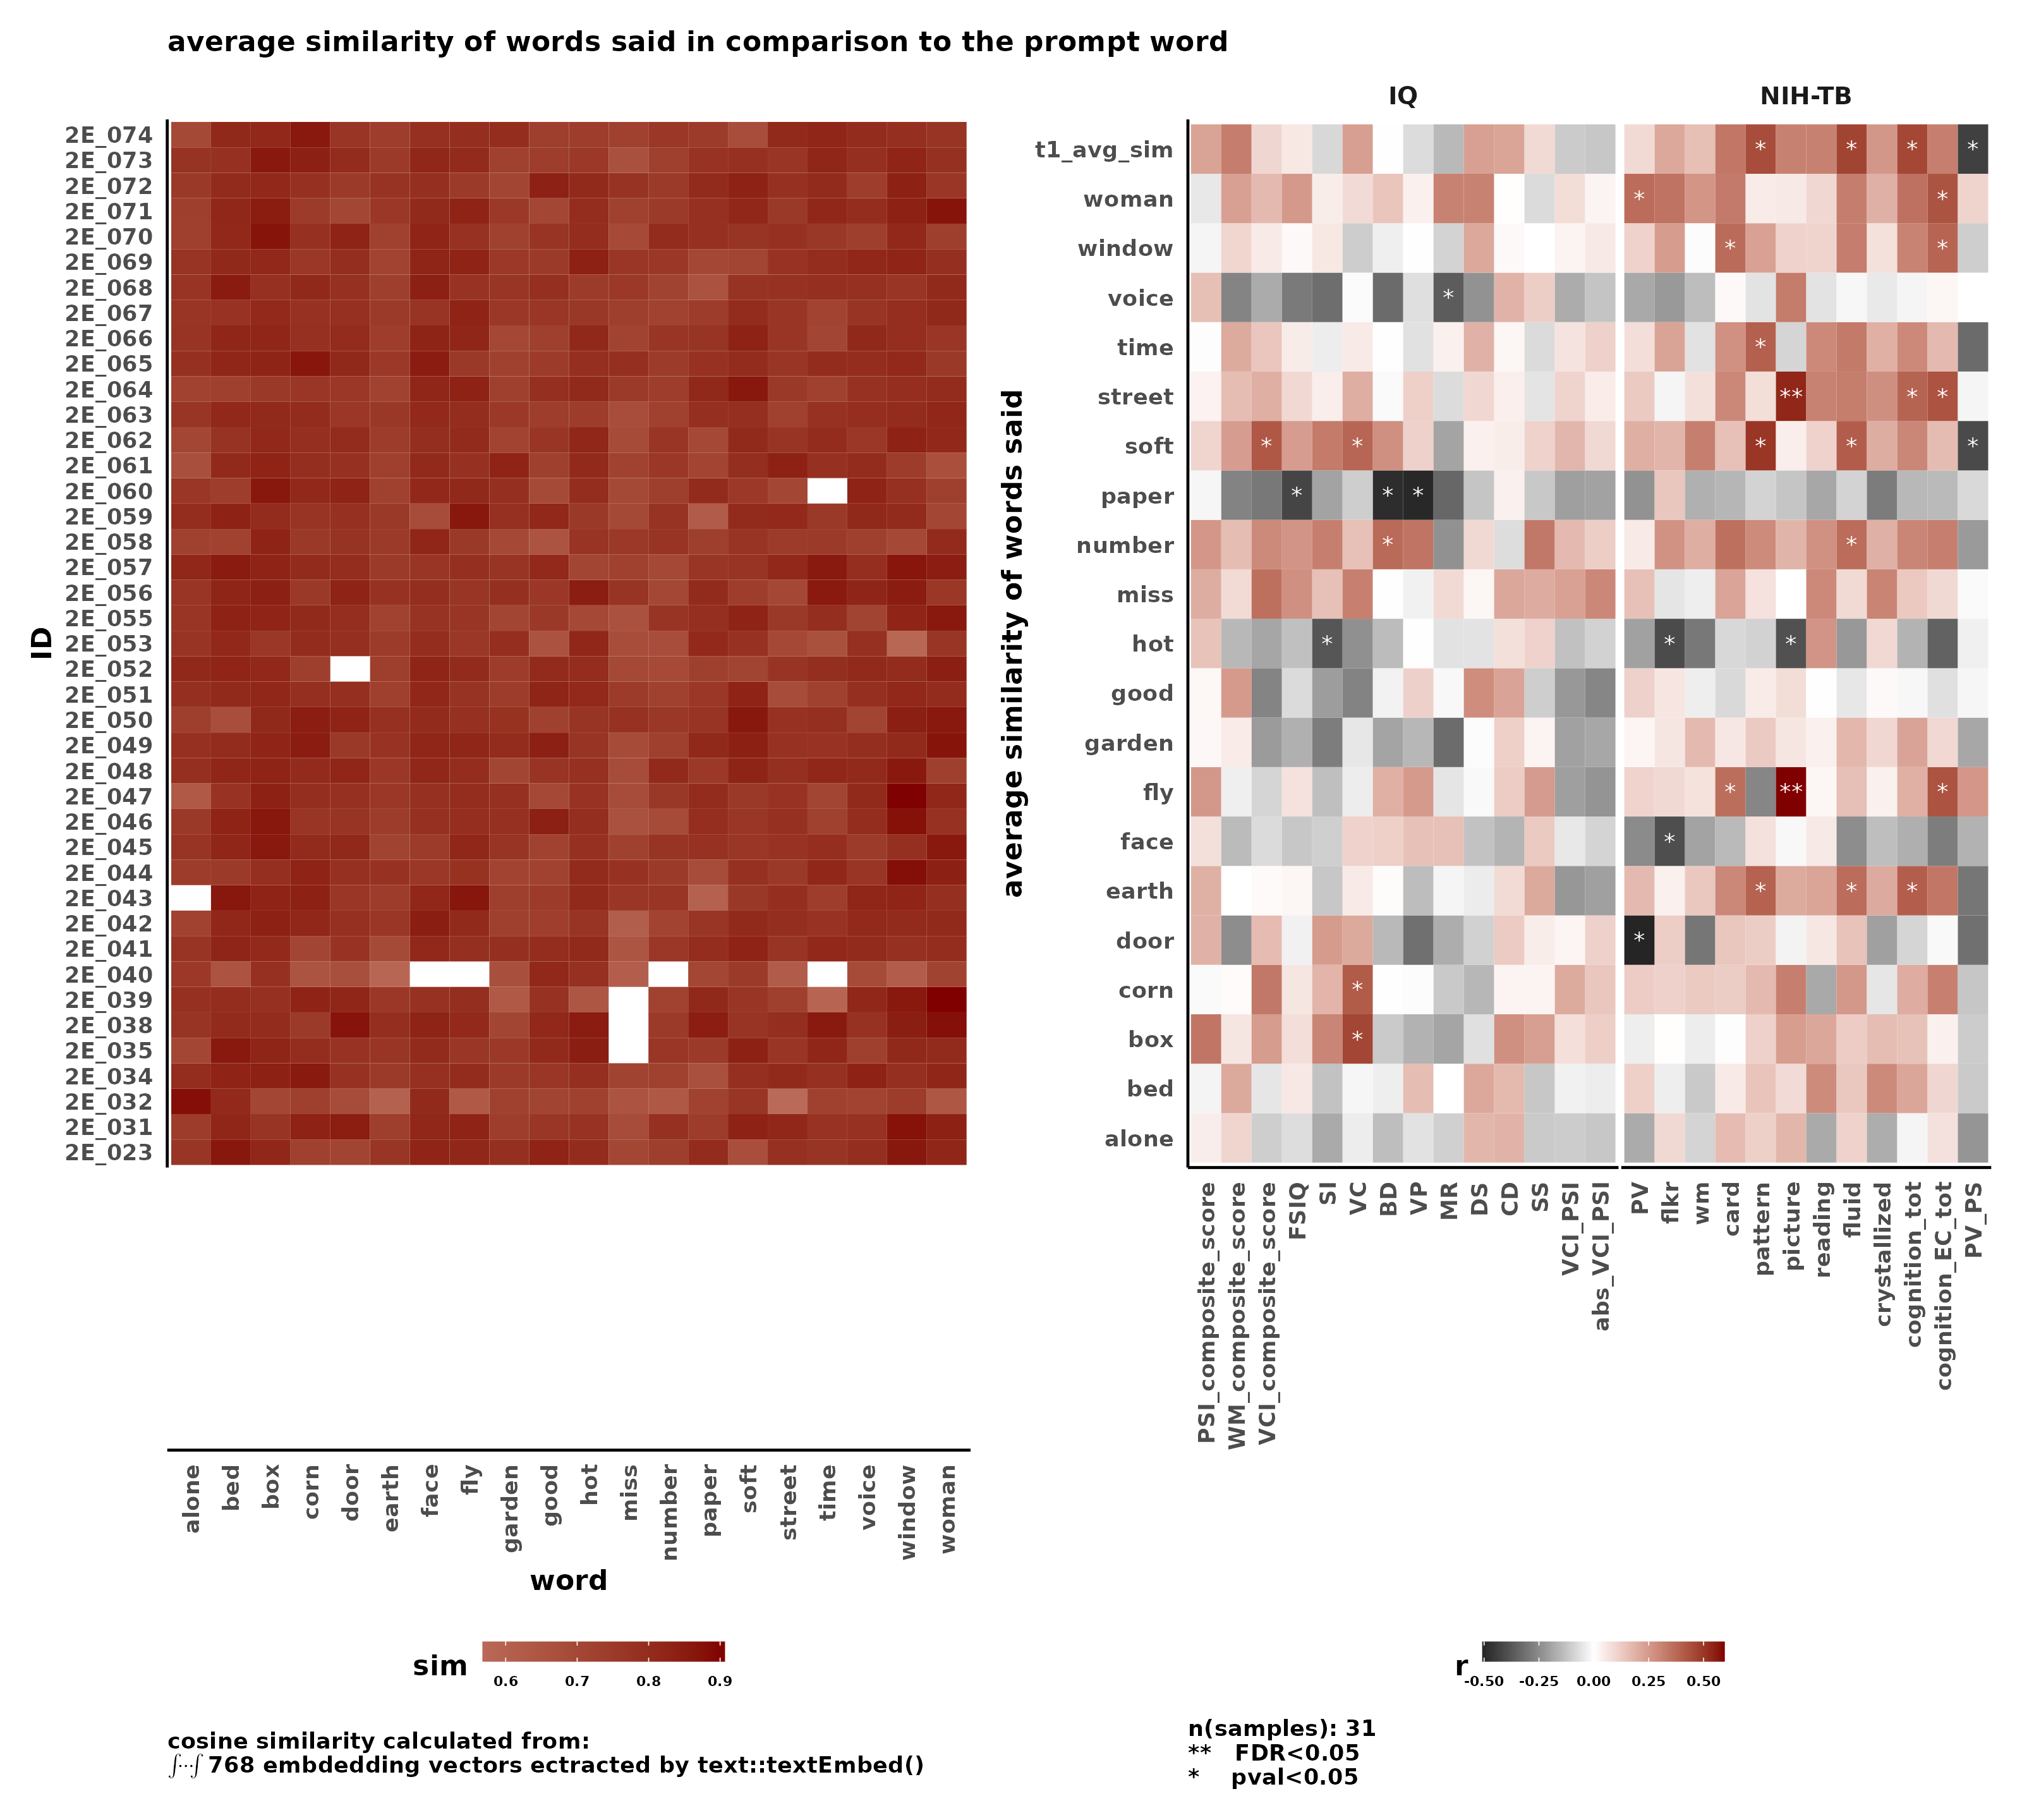 average similarity of words said in comparison to the prompt word
ID
2E_074
2E_073
2E_072
2E_071
2E_070
2E_069
2E_068
2E_067
2E_066
2E_065
2E_064
2E_063
2E_062
2E_061
2E_060
2E_059
2E_058
2E_057
2E_056
2E_055
2E_053
2E_052
2E_051
2E_050
2E_049
2E_048
2E_047
2E_046
2E_045
2E_044
2E_043
2E_042
2E_041
2E_040
2E_039
2E_038
2E_035
2E_034
2E_032
2E_031
2E_023
alone
bed
box
corn
door
earth
face
fly
garden
good
hot
miss
number
paper
soft
street
time
voice
window
woman
word
sim
0.6 0.7 0.8 0.9
cosine similarity calculated from:
∫···∫ 768 embdedding vectors ectracted by text::textEmbed()
IQ
NIH-TB
average similarity of words said
t1_avg_sim * * * *
woman * *
window * *
voice *
time *
street ** * *
soft * * * * *
paper * * *
number * *
miss
hot * * *
good
garden
fly * ** *
face *
earth * * *
door *
corn *
box *
bed
alone
PSI_composite_score
WM_composite_score
VCI_composite_score
FSIQ
SI
VC
BD
VP
MR
DS
CD
SS
VCI_PSI
abs_VCI_PSI
PV
flkr
wm
card
pattern
picture
reading
fluid
crystallized
cognition_tot
cognition_EC_tot
PV_PS
r
-0.50 -0.25 0.00 0.25 0.50
n(samples): 31
** FDR<0.05
* pval<0.05